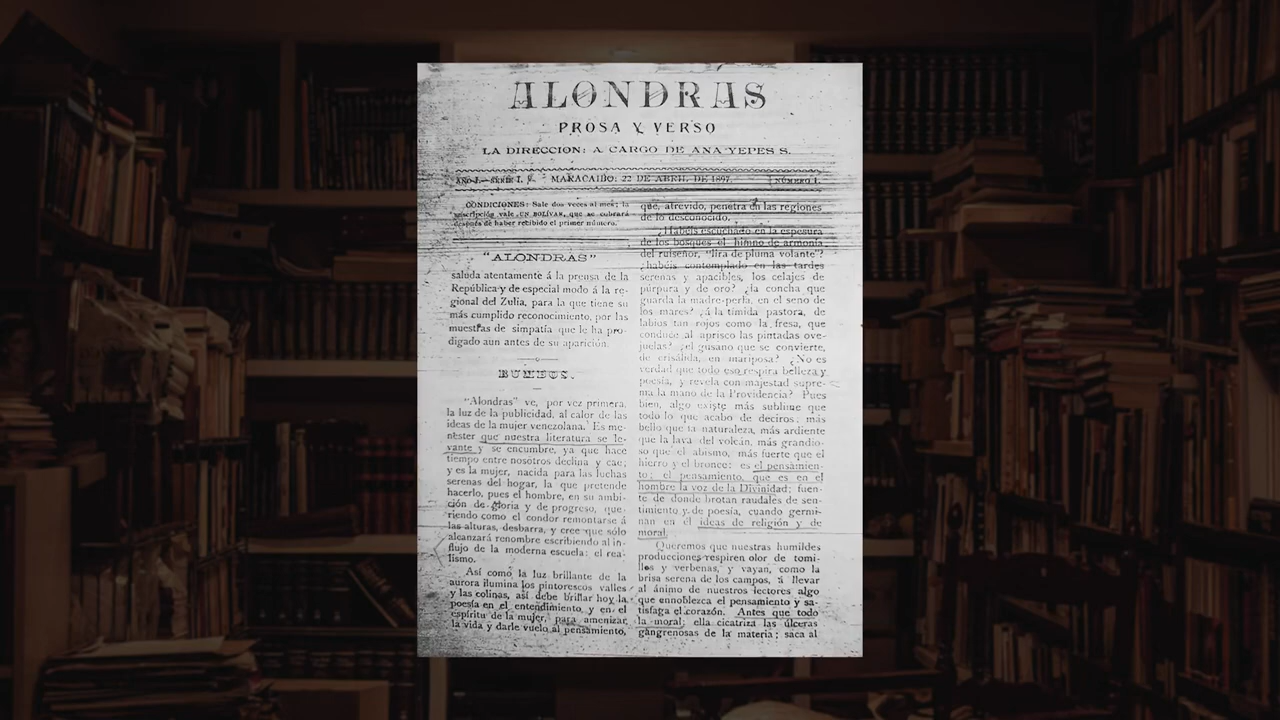 ALONDRAS
PROSA Y VERSO
LA DIRECCION: A CARGO DE ANA YEPES S.
AÑO I.—SERIE I. MARACAIBO: 22 DE ABRIL DE 1897. NÚMERO 1.
CONDICIONES: Sale dos veces al mes; la
suscripción vale UN BOLÍVAR, que se cobrará
después de haber recibido el primer número.
"ALONDRAS"
saluda atentamente á la prensa de la
República y de especial modo á la re-
gional del Zulia, para la que tiene su
más cumplido reconocimiento, por las
muestras de simpatía que le ha pro-
digado aun antes de su aparición.
RUMBOS.
"Alondras" ve, por vez primera,
la luz de la publicidad, al calor de las
ideas de la mujer venezolana. Es me-
nester que nuestra literatura se le-
vante y se encumbre, ya que hace
tiempo entre nosotros declina y cae;
y es la mujer, nacida para las luchas
serenas del hogar, la que pretende
hacerlo, pues el hombre, en su ambi-
ción de gloria y de progreso, que-
riendo como el condor remontarse á
las alturas, desbarra, y cree que sólo
alcanzará renombre escribiendo al in-
flujo de la moderna escuela: el rea-
lismo.
Así como la luz brillante de la
aurora ilumina los pintorescos valles
y las colinas, así debe brillar hoy la
poesía en el entendimiento y en el
espíritu de la mujer, para amenizar
la vida y darle vuelo al pensamiento,
que, atrevido, penetra en las regiones
de lo desconocido.
¿Habéis escuchado en la espesura
de los bosques el himno de armonía
del ruiseñor, "lira de pluma volante"?
¿habéis contemplado en las tardes
serenas y apacibles, los celajes de
púrpura y de oro? ¿la concha que
guarda la madre-perla, en el seno de
los mares? ¿á la tímida pastora, de
labios tan rojos como la fresa, que
conduce al aprisco las pintadas ove-
juelas? ¿el gusano que se convierte,
de crisálida, en mariposa? ¿No es
verdad que todo eso respira belleza y
poesía, y revela con majestad supre-
ma la mano de la Providencia? Pues
bien, algo existe más sublime que
todo lo que acabo de deciros; más
bello que la naturaleza, más ardiente
que la lava del volcán, más grandio-
so que el abismo, más fuerte que el
hierro y el bronce: es el pensamien-
to; el pensamiento, que es en el
hombre la voz de la Divinidad; fuen-
te de donde brotan raudales de sen-
timiento y de poesía, cuando germi-
nan en él ideas de religión y de
moral.
Queremos que nuestras humildes
producciones respiren olor de tomi-
llos y verbenas, y vayan, como la
brisa serena de los campos, á llevar
al ánimo de nuestros lectores algo
que ennoblezca el pensamiento y sa-
tisfaga el corazón. Antes que todo
la moral; ella cicatriza las úlceras
gangrenosas de la materia; saca al